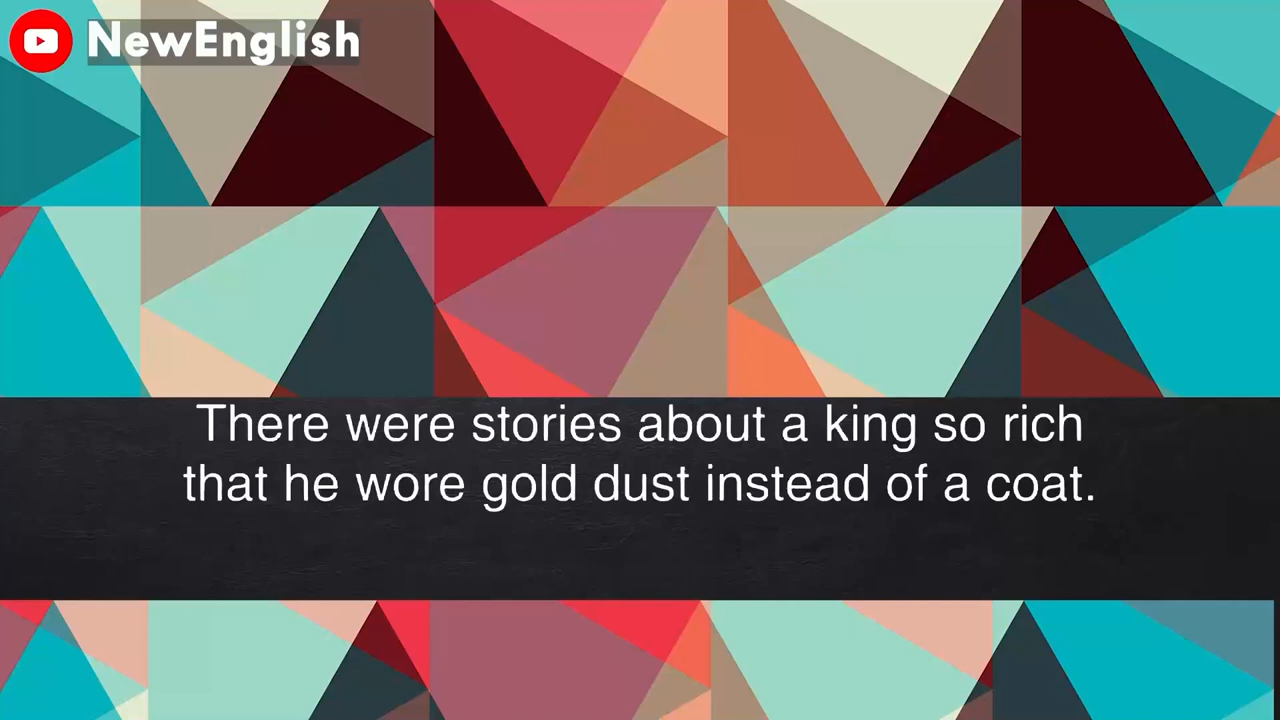 NewEnglish
There were stories about a king so rich
that he wore gold dust instead of a coat.